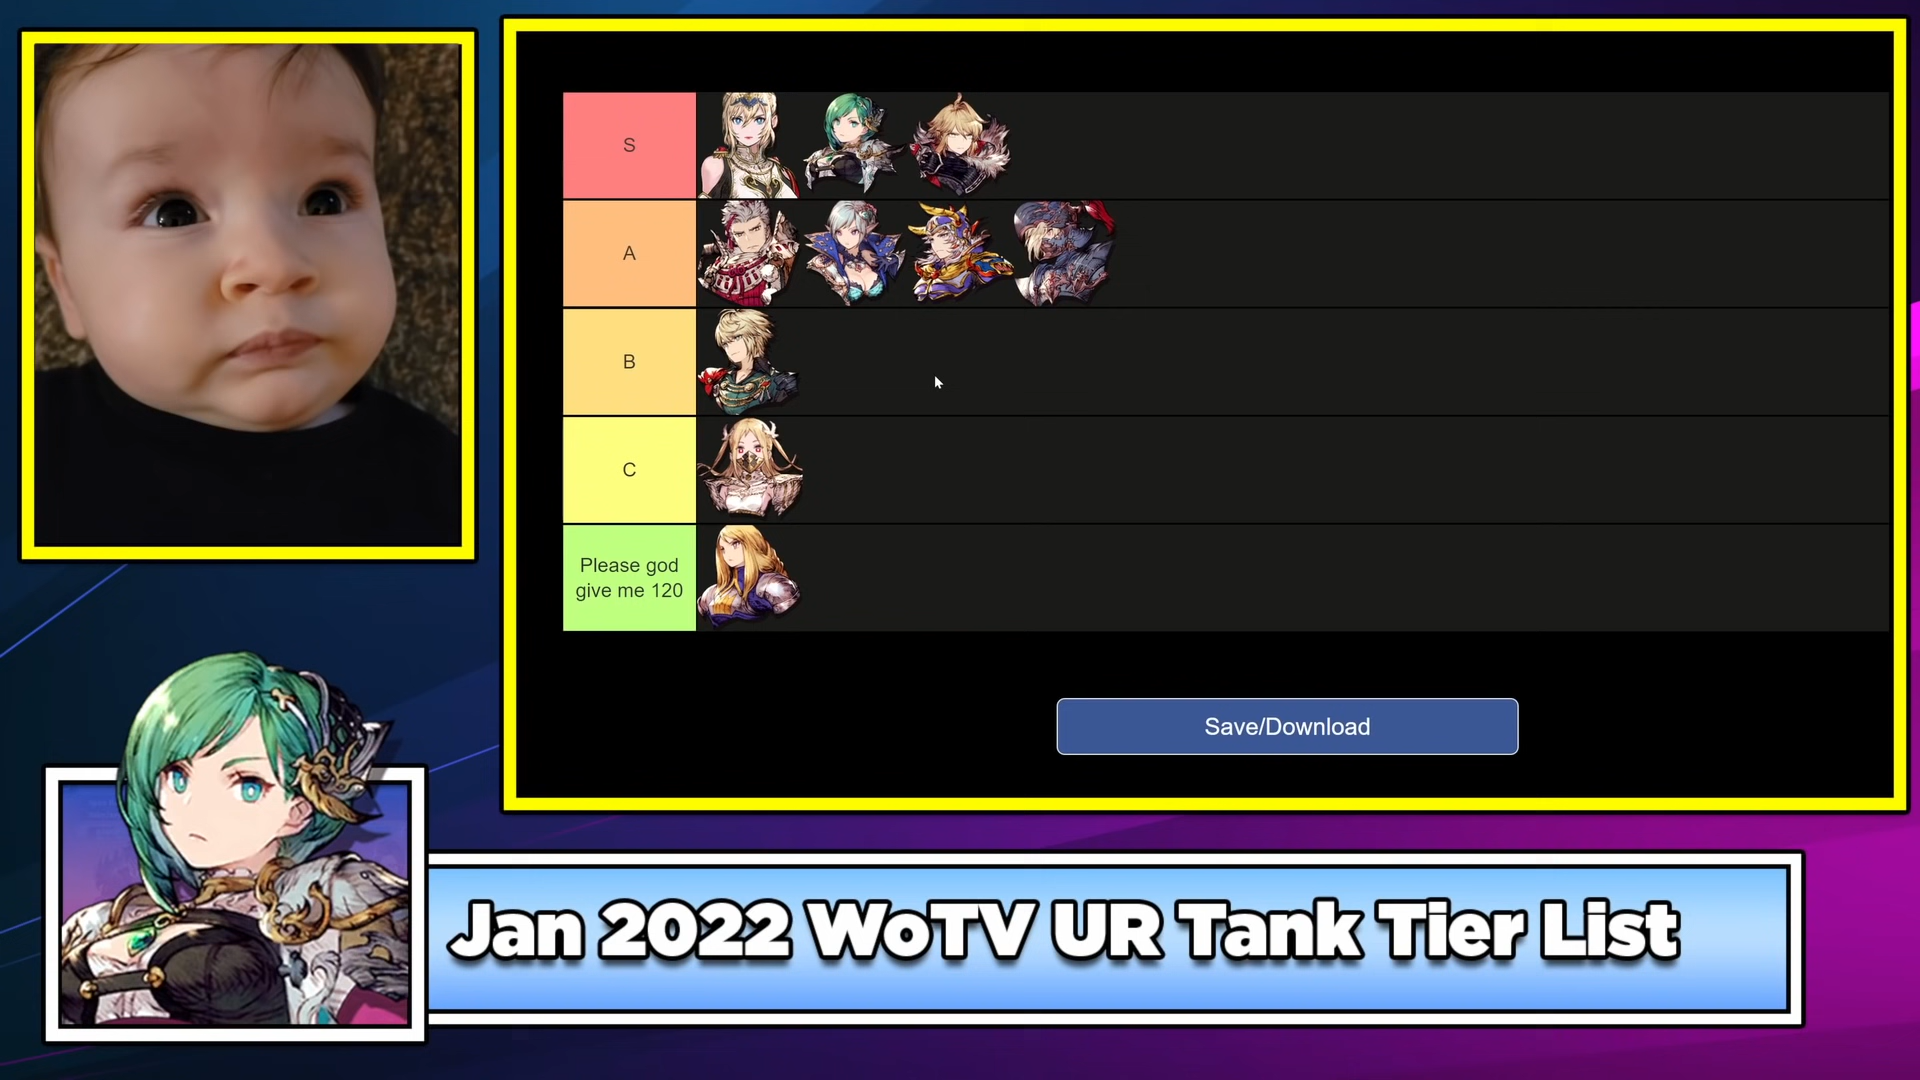 S
A
B
C
Please god
give me 120
Save/Download
Jan 2022 WoTV UR Tank Tier List